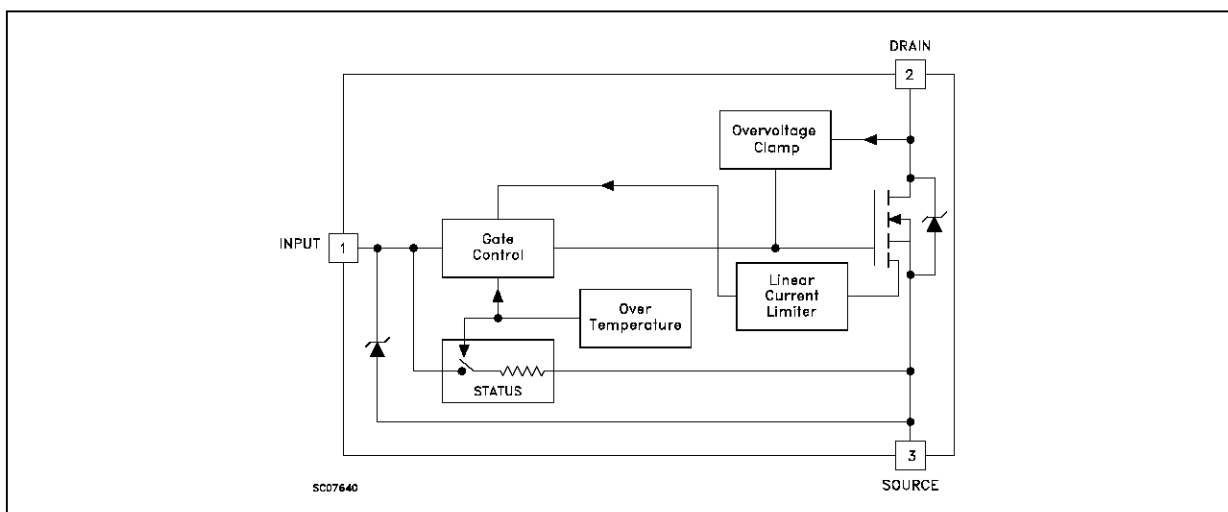 DRAIN
2
Overvoltage
Clamp
INPUT
1
Gate
Control
Linear
Current
Limiter
Over
Temperature
STATUS
3
SC07640
SOURCE